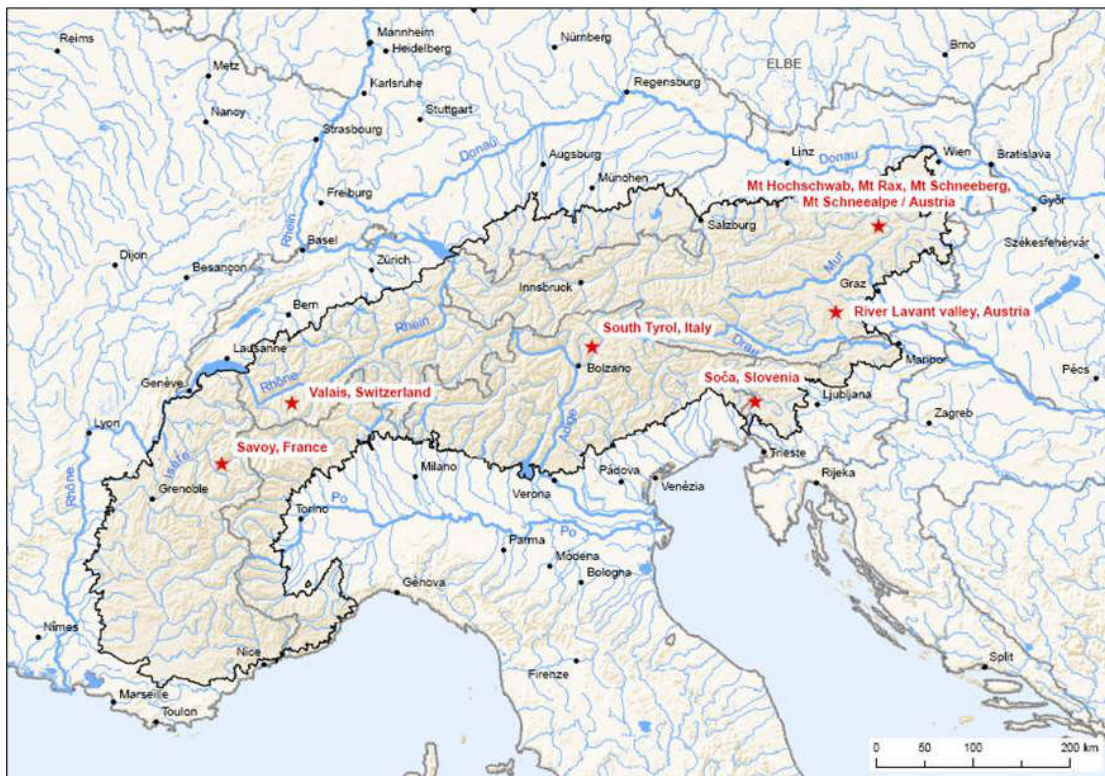 Reims
Mannheim
Heidelberg
Nürnberg
Brno
ELBE
Metz
Karlsruhe
Regensburg
Nancy
Stuttgart
Strasbourg
Donau
Linz
Donau
Wien
Bratislava
Augsburg
München
Freiburg
Mt Hochschwab, Mt Rax, Mt Schneeberg,
Mt Schneealpe / Austria
Győr
Rhein
Salzburg
Basel
Székesfehérvár
Dijon
Zürich
Besançon
Mur
Innsbruck
Graz
Bern
River Lavant valley, Austria
Rhein
South Tyrol, Italy
Drau
Lausanne
Maribor
Bolzano
Pécs
Genève
Rhône
Valais, Switzerland
Soča, Slovenia
Ljubljana
Adige
Zagreb
Lyon
Savoy, France
Trieste
Isère
Milano
Pádova
Rijeka
Rhône
Grenoble
Verona
Venézia
Po
Torino
Po
Parma
Modena
Bologna
Génova
Nîmes
Nice
Firenze
Split
Marseille
Toulon
0 50 100 200 km